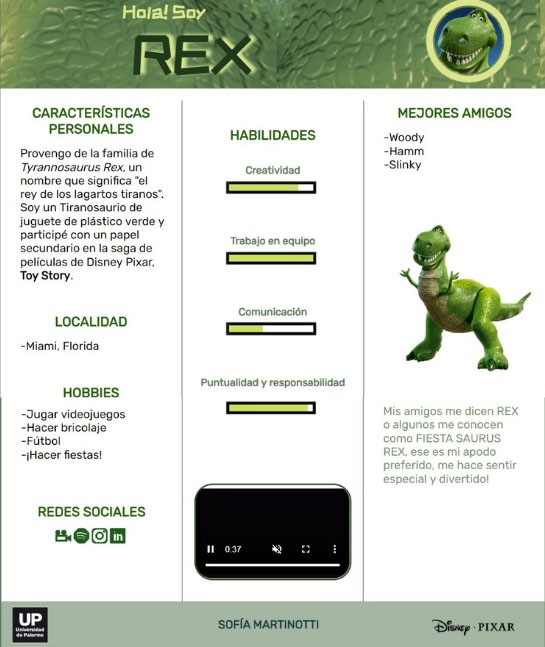 Hola! Soy
REX
CARACTERÍSTICAS
PERSONALES
Provengo de la familia de
Tyrannosaurus Rex, un
nombre que significa "el
rey de los lagartos tiranos".
Soy un Tiranosaurio de
juguete de plástico verde y
participé con un papel
secundario en la saga de
películas de Disney Pixar,
Toy Story.
LOCALIDAD
-Miami, Florida
HOBBIES
-Jugar videojuegos
-Hacer bricolaje
-Fútbol
-¡Hacer fiestas!
REDES SOCIALES
in
HABILIDADES
Creatividad
Trabajo en equipo
Comunicación
Puntualidad y responsabilidad
0:37
MEJORES AMIGOS
-Woody
-Hamm
-Slinky
Mis amigos me dicen REX
o algunos me conocen
como FIESTA SAURUS
REX, ese es mi apodo
preferido, me hace sentir
especial y divertido!
UP
Universidad
de Palermo
SOFÍA MARTINOTTI
Disney · PIXAR